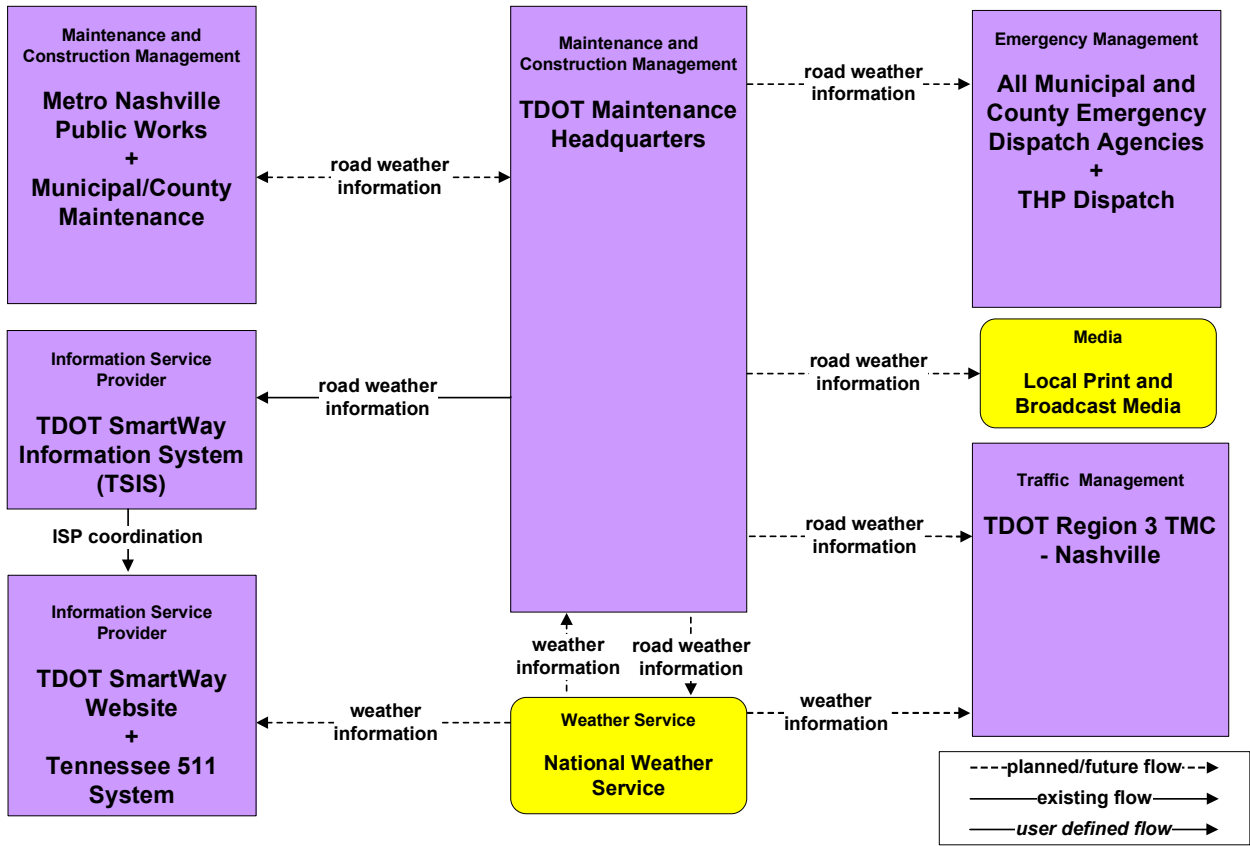 Maintenance and
Construction Management
Metro Nashville
Public Works
+
Municipal/County
Maintenance
road weather
information
Maintenance and
Construction Management
TDOT Maintenance
Headquarters
road weather
information
Emergency Management
All Municipal and
County Emergency
Dispatch Agencies
+
THP Dispatch
Information Service
Provider
TDOT SmartWay
Information System
(TSIS)
road weather
information
road weather
information
Media
Local Print and
Broadcast Media
ISP coordination
road weather
information
Traffic  Management
TDOT Region 3 TMC
- Nashville
Information Service
Provider
TDOT SmartWay
Website
+
Tennessee 511
System
weather
information
weather
information
road weather
information
Weather Service
National Weather
Service
weather
information
planned/future flow
existing flow
user defined flow